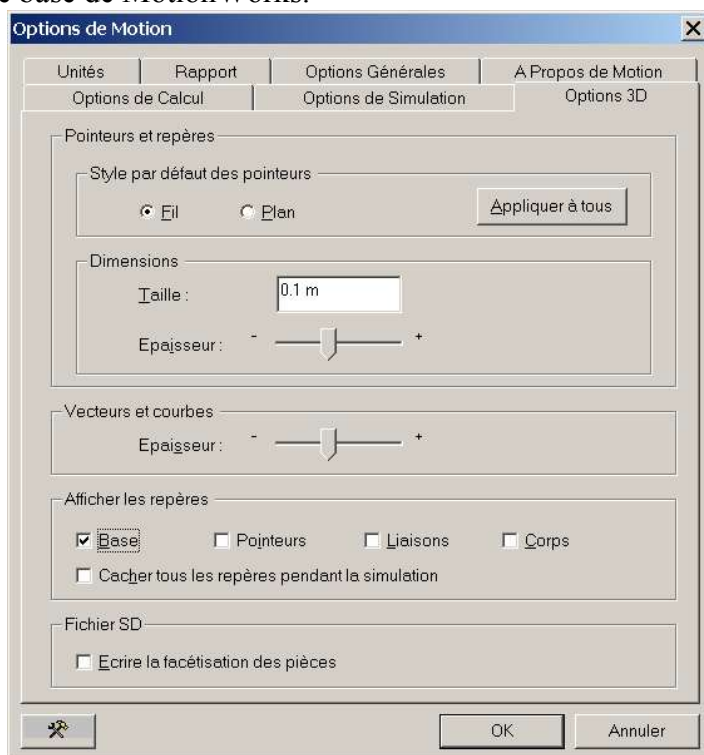 e base de MotionWorks.
Options de Motion
Unités Rapport Options Générales A Propos de Motion
Options de Calcul Options de Simulation Options 3D
Pointeurs et repères
Style par défaut des pointeurs
Fil Plan Appliquer à tous
Dimensions
Taille : 0.1 m
Epaisseur : - +
Vecteurs et courbes
Epaisseur : - +
Afficher les repères
Base Pointeurs Liaisons Corps
Cacher tous les repères pendant la simulation
Fichier SD
Ecrire la facétisation des pièces
OK Annuler